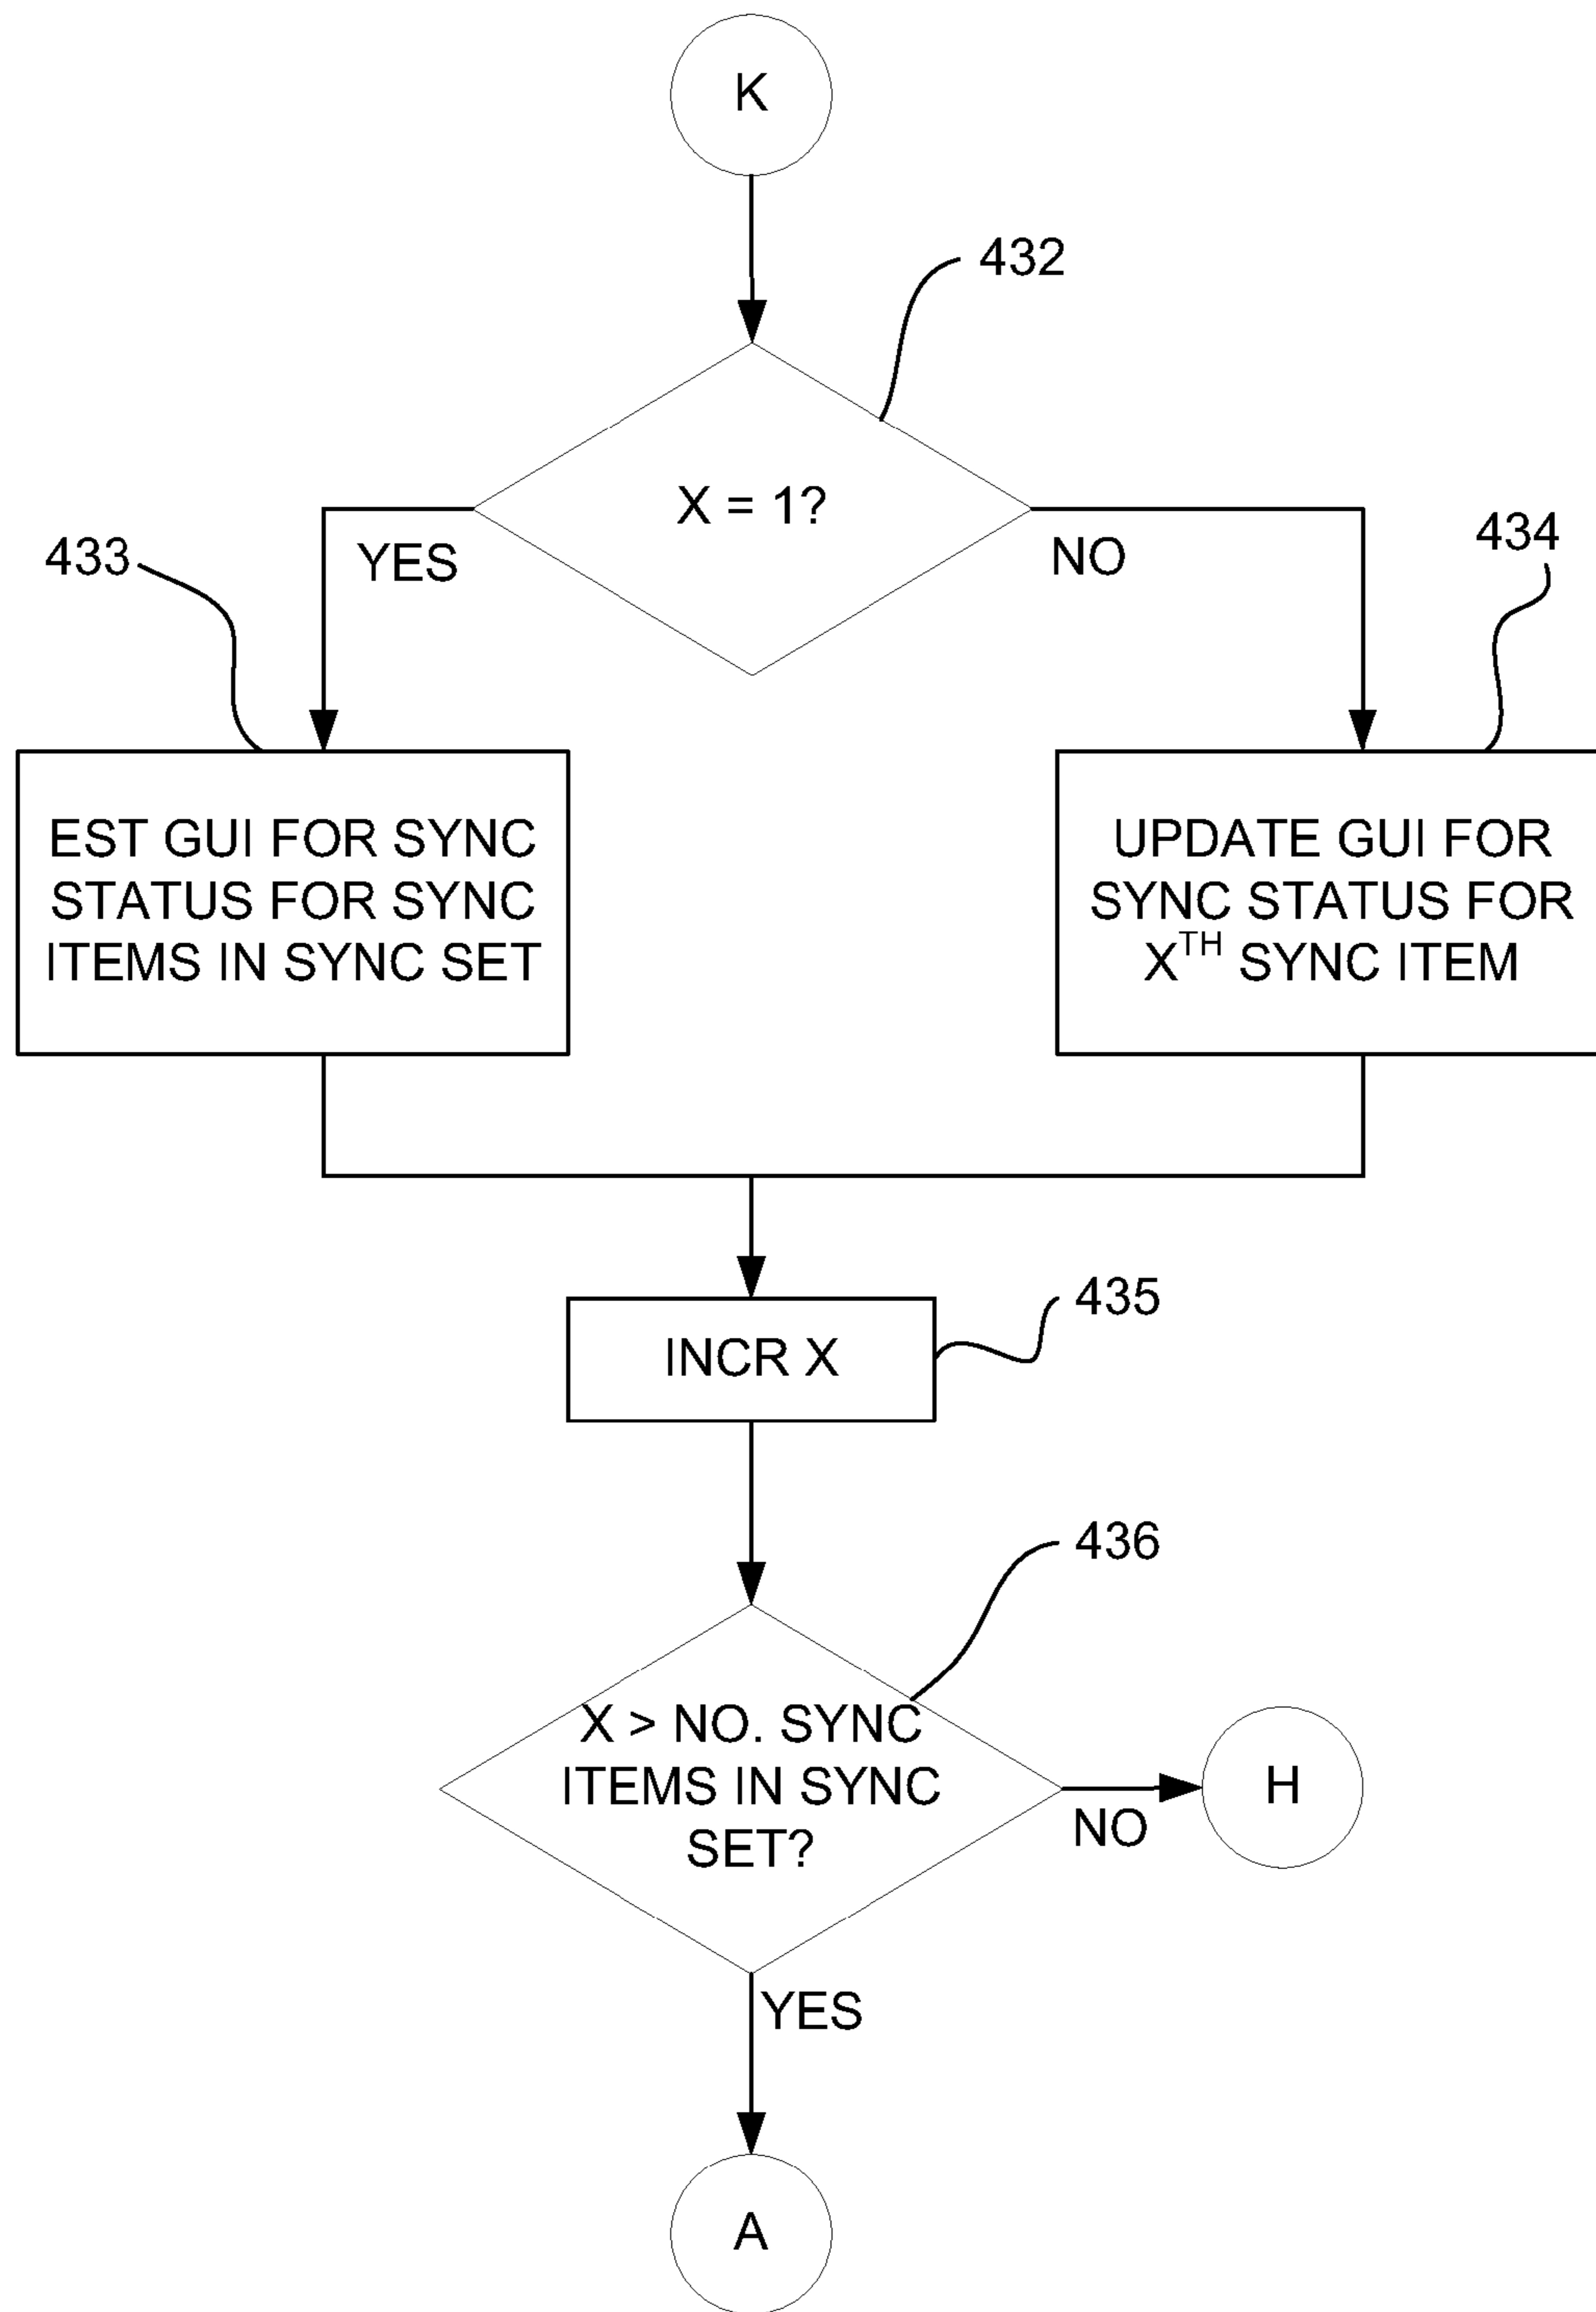 K
432
X = 1?
433
YES
NO
434
EST GUI FOR SYNC
STATUS FOR SYNC
ITEMS IN SYNC SET
UPDATE GUI FOR
SYNC STATUS FOR
X^TH SYNC ITEM
435
INCR X
436
X > NO. SYNC
ITEMS IN SYNC
SET?
H
NO
YES
A